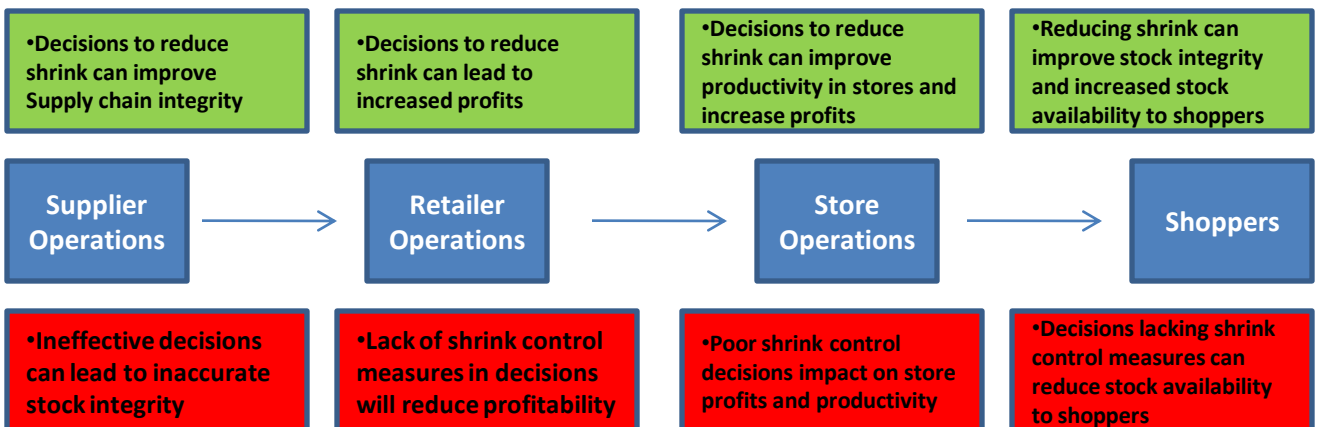 •Decisions to reduce
shrink can improve
Supply chain integrity
•Decisions to reduce
shrink can lead to
increased profits
•Decisions to reduce
shrink can improve
productivity in stores and
increase profits
•Reducing shrink can
improve stock integrity
and increased stock
availability to shoppers
Supplier
Operations
Retailer
Operations
Store
Operations
Shoppers
•Ineffective decisions
can lead to inaccurate
stock integrity
•Lack of shrink control
measures in decisions
will reduce profitability
•Poor shrink control
decisions impact on store
profits and productivity
•Decisions lacking shrink
control measures can
reduce stock availability
to shoppers